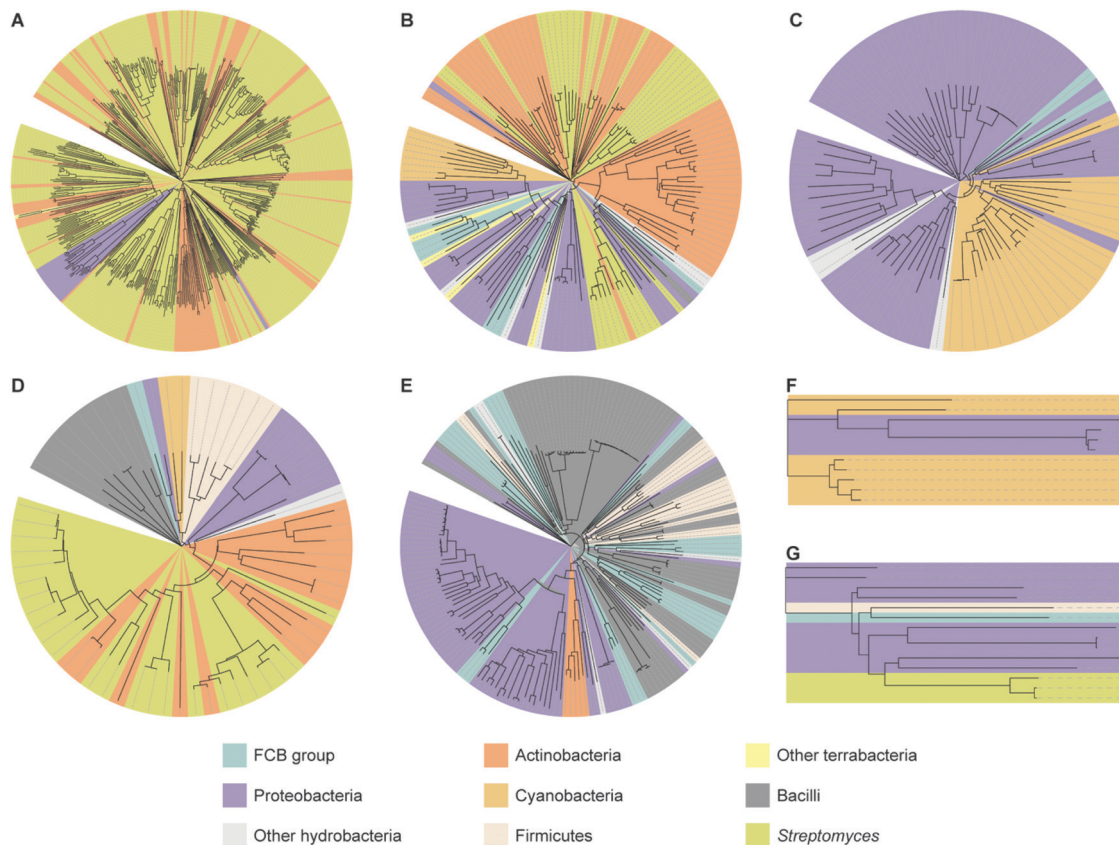 A
B
C
D
E
F
G
FCB group
Actinobacteria
Other terrabacteria
Proteobacteria
Cyanobacteria
Bacilli
Other hydrobacteria
Firmicutes
Streptomyces